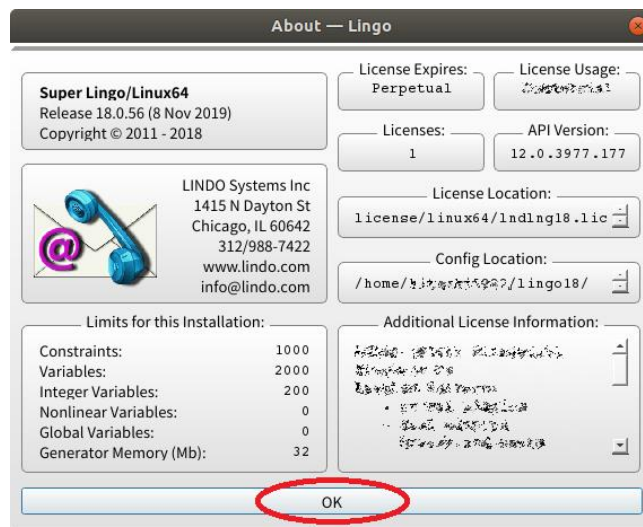 About — Lingo
Super Lingo/Linux64
Release 18.0.56 (8 Nov 2019)
Copyright © 2011 - 2018
License Expires:
Perpetual
License Usage:
Licenses:
1
API Version:
12.0.3977.177
LINDO Systems Inc
1415 N Dayton St
Chicago, IL 60642
312/988-7422
www.lindo.com
info@lindo.com
License Location:
license/linux64/lndlng18.lic
Config Location:
/home/ /lingo18/
Limits for this Installation:
Constraints: 1000
Variables: 2000
Integer Variables: 200
Nonlinear Variables: 0
Global Variables: 0
Generator Memory (Mb): 32
Additional License Information:
OK